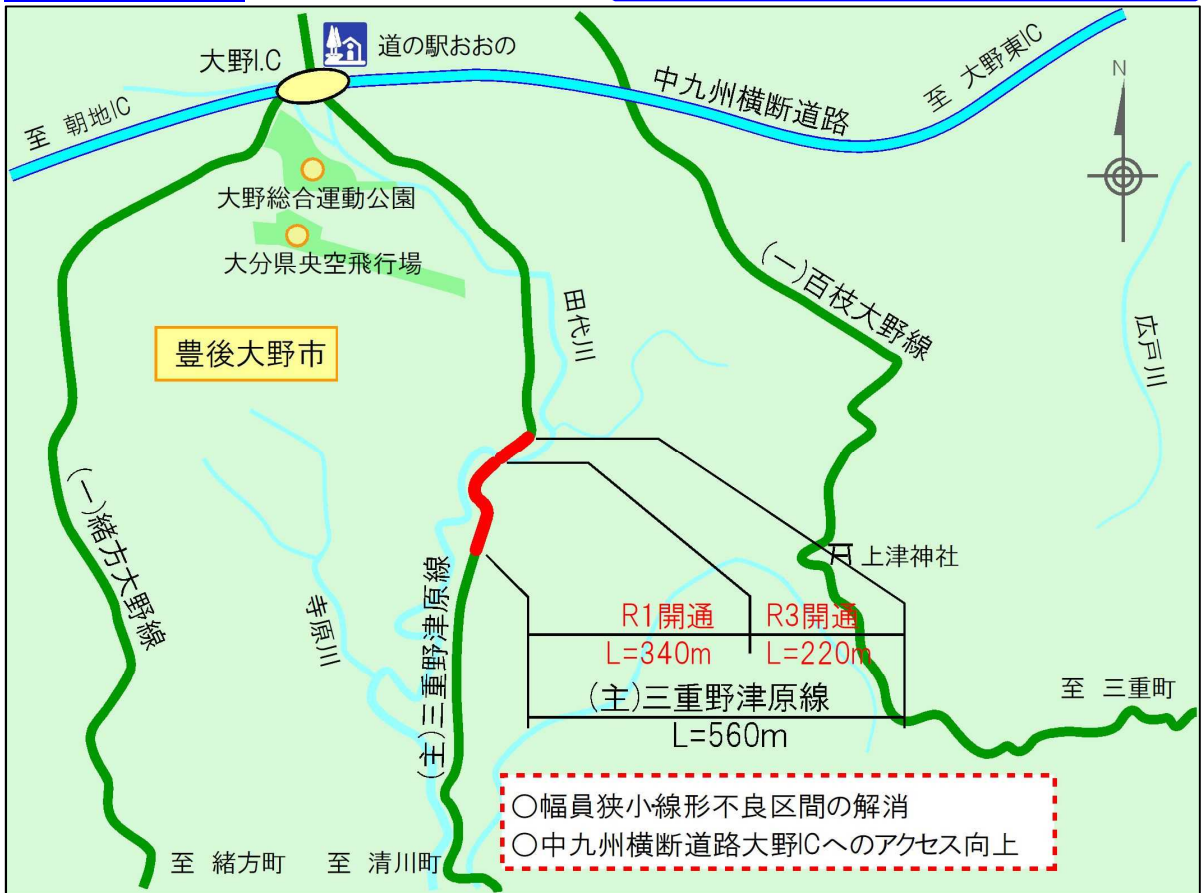 大野I.C
道の駅おおの
中九州横断道路
至 大野東IC
至 朝地IC
N
大野総合運動公園
大分県央空飛行場
田代川
(一)百枝大野線
広戸川
豊後大野市
(一)緒方大野線
寺原川
(主)三重野津原線
上津神社
R1開通
R3開通
L=340m
L=220m
(主)三重野津原線
L=560m
至 三重町
○幅員狭小線形不良区間の解消
○中九州横断道路大野ICへのアクセス向上
至 緒方町
至 清川町